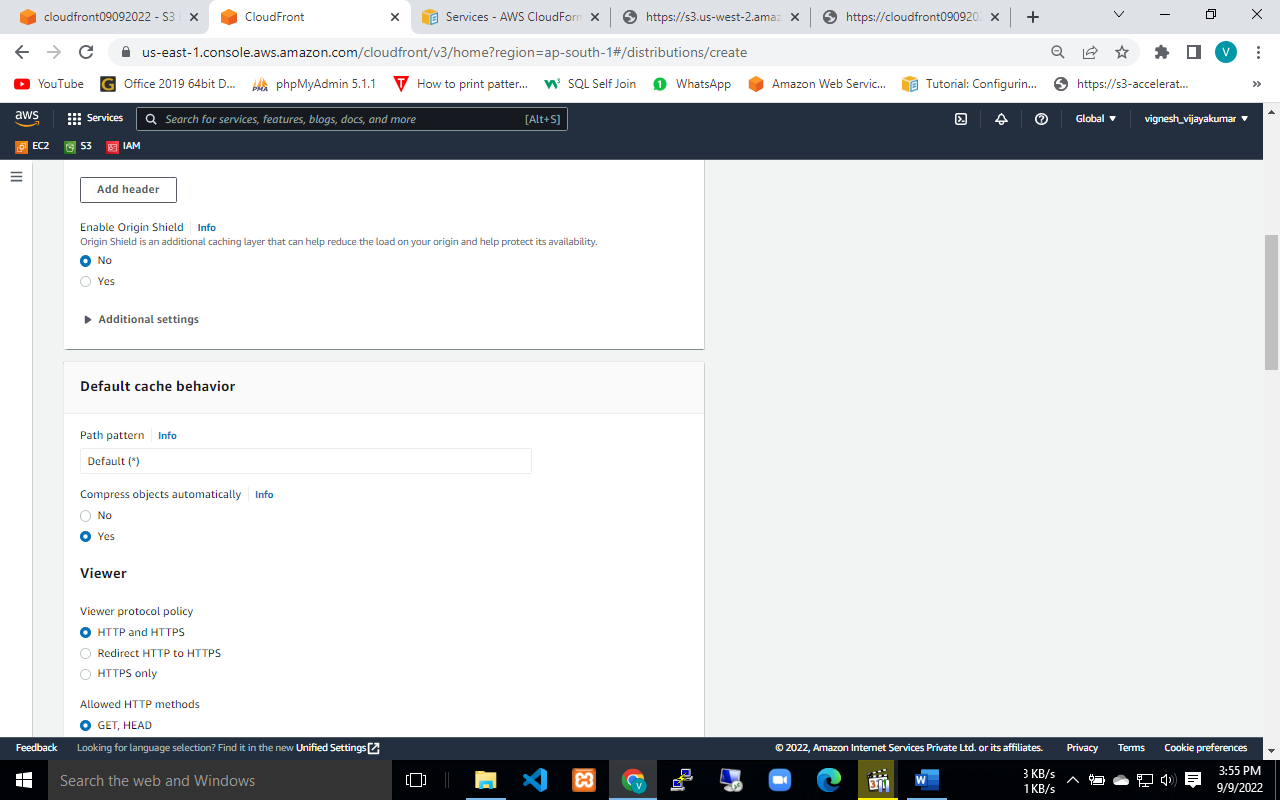 cloudfront09092022 - S3
CloudFront
Services - AWS CloudForm
https://s3.us-west-2.amaz
https://cloudfront090920
us-east-1.console.aws.amazon.com/cloudfront/v3/home?region=ap-south-1#/distributions/create
V
YouTube
Office 2019 64bit D...
phpMyAdmin 5.1.1
How to print patter...
SQL Self Join
WhatsApp
Amazon Web Servic...
Tutorial: Configurin...
https://s3-accelerat...
»
aws
Services
Search for services, features, blogs, docs, and more
[Alt+S]
Global
vignesh_vijayakumar
EC2
S3
IAM
Add header
Enable Origin Shield
Info
Origin Shield is an additional caching layer that can help reduce the load on your origin and help protect its availability.
No
Yes
Additional settings
Default cache behavior
Path pattern
Info
Default (*)
Compress objects automatically
Info
No
Yes
Viewer
Viewer protocol policy
HTTP and HTTPS
Redirect HTTP to HTTPS
HTTPS only
Allowed HTTP methods
GET, HEAD
Feedback
Looking for language selection? Find it in the new Unified Settings
© 2022, Amazon Internet Services Private Ltd. or its affiliates.
Privacy
Terms
Cookie preferences
Search the web and Windows
3 KB/s
1 KB/s
3:55 PM
9/9/2022